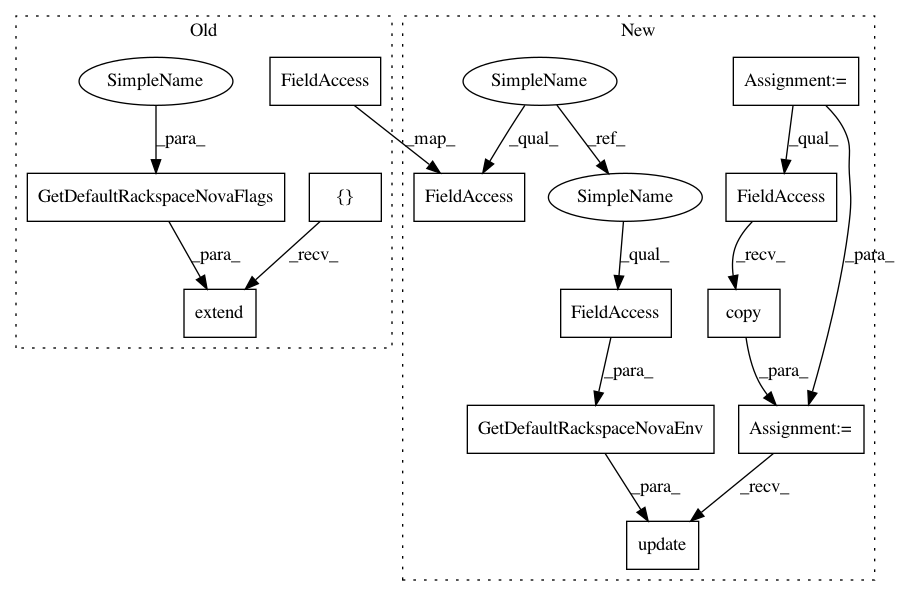 Old
New
SimpleName
FieldAccess
SimpleName
Assignment:=
_para_
_map_
_qual_
_ref_
_qual_
GetDefaultRackspaceNovaFlags
{}
FieldAccess
SimpleName
FieldAccess
_para_
_recv_
_qual_
_recv_
_para_
extend
FieldAccess
copy
_para_
_para_
GetDefaultRackspaceNovaEnv
Assignment:=
_para_
_recv_
update